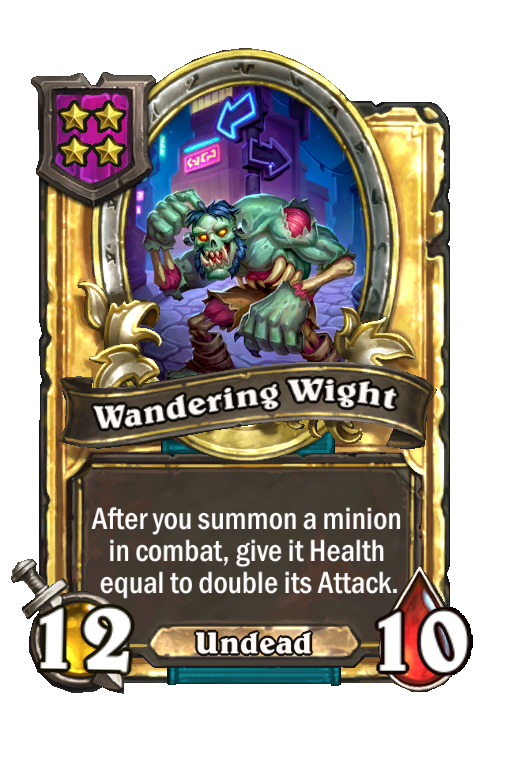 Wandering Wight
After you summon a minion
in combat, give it Health
equal to double its Attack.
12
Undead
10